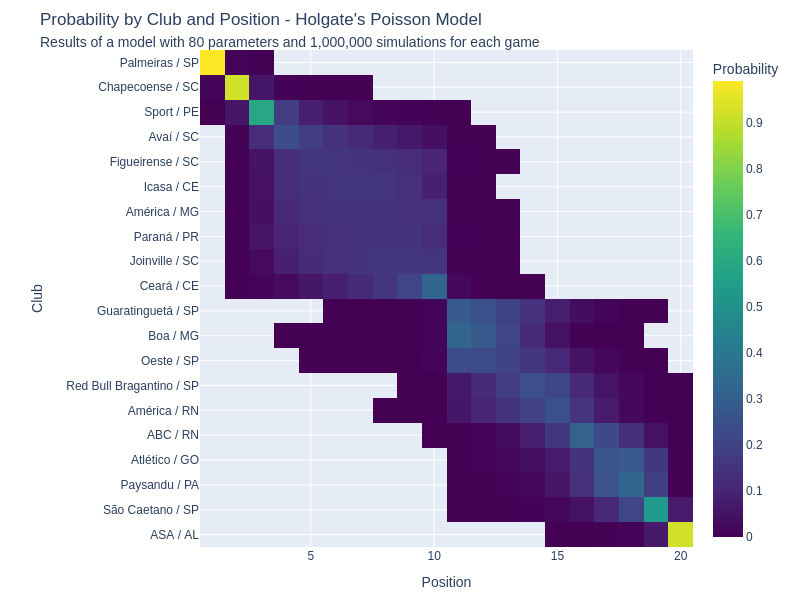 Probability by Club and Position - Holgate's Poisson Model
Results of a model with 80 parameters and 1,000,000 simulations for each game
Probability
Club
Palmeiras / SP
Chapecoense / SC
Sport / PE
Avaí / SC
Figueirense / SC
Icasa / CE
América / MG
Paraná / PR
Joinville / SC
Ceará / CE
Guaratinguetá / SP
Boa / MG
Oeste / SP
Red Bull Bragantino / SP
América / RN
ABC / RN
Atlético / GO
Paysandu / PA
São Caetano / SP
ASA / AL
0.9
0.8
0.7
0.6
0.5
0.4
0.3
0.2
0.1
0
5
10
15
20
Position